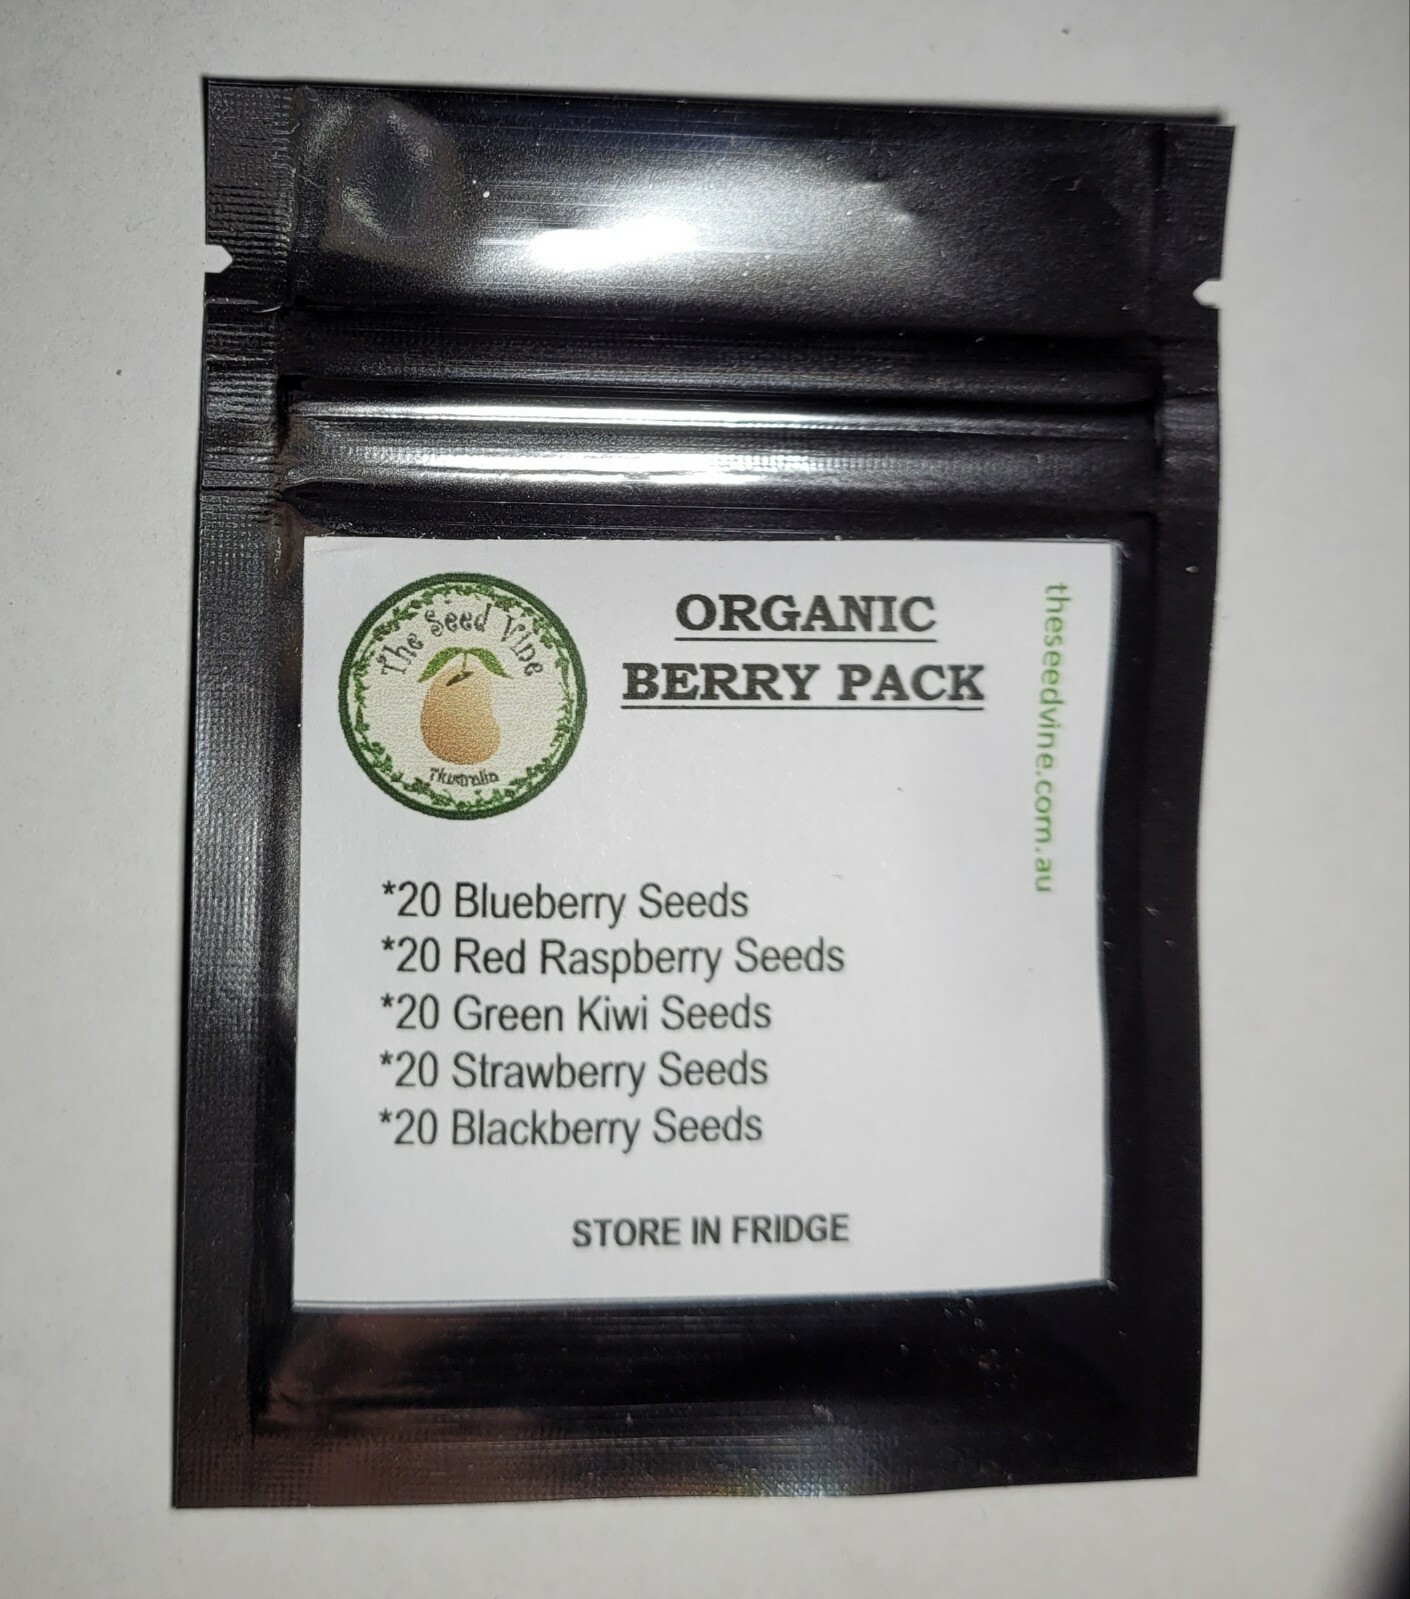 The Seed Vine
Australia
ORGANIC
BERRY PACK
theseedvine.com.au
*20 Blueberry Seeds
*20 Red Raspberry Seeds
*20 Green Kiwi Seeds
*20 Strawberry Seeds
*20 Blackberry Seeds
STORE IN FRIDGE